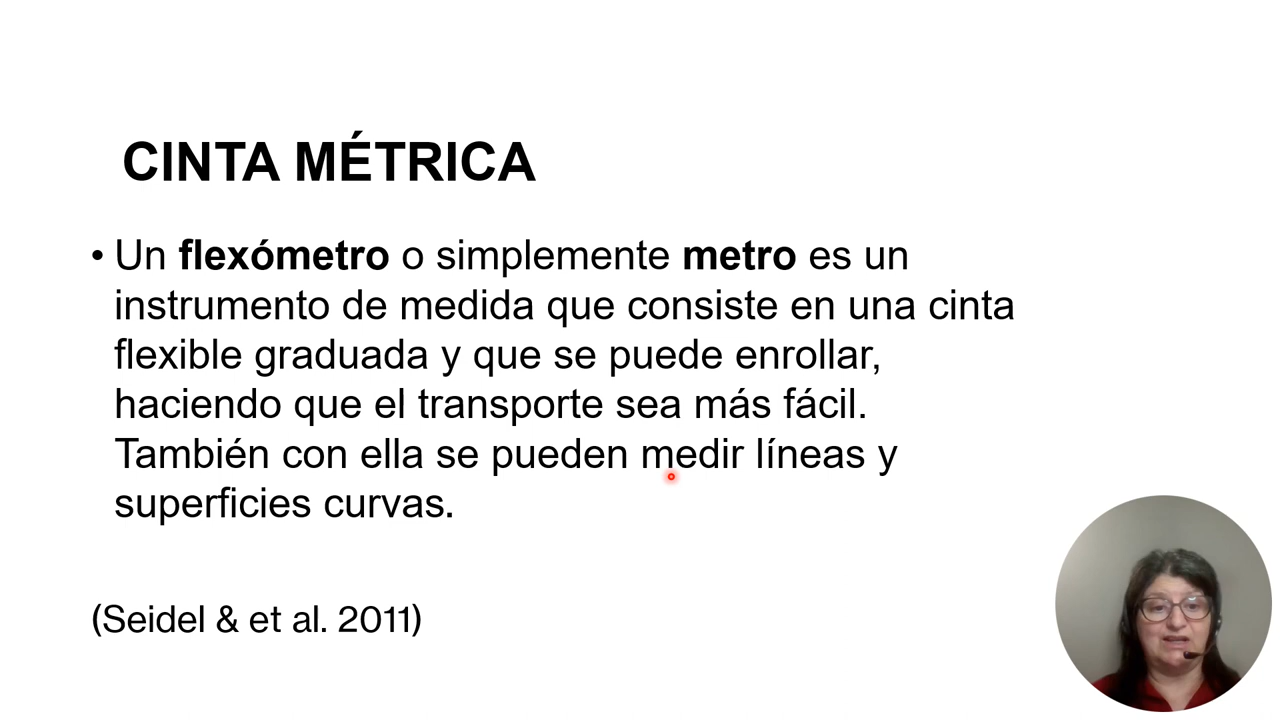 CINTA MÉTRICA
• Un flexómetro o simplemente metro es un
instrumento de medida que consiste en una cinta
flexible graduada y que se puede enrollar,
haciendo que el transporte sea más fácil.
También con ella se pueden medir líneas y
superficies curvas.
(Seidel & et al. 2011)